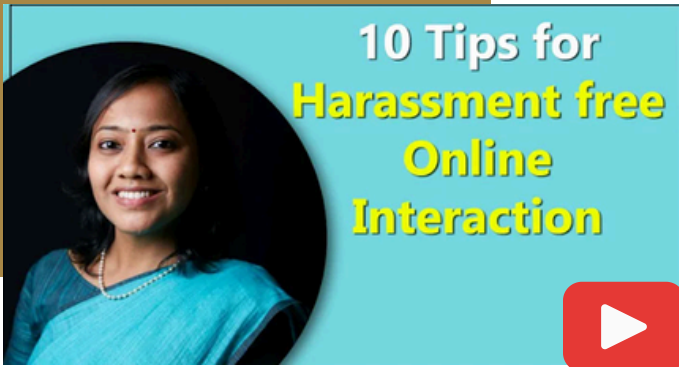 10 Tips for
Harassment free
Online
Interaction